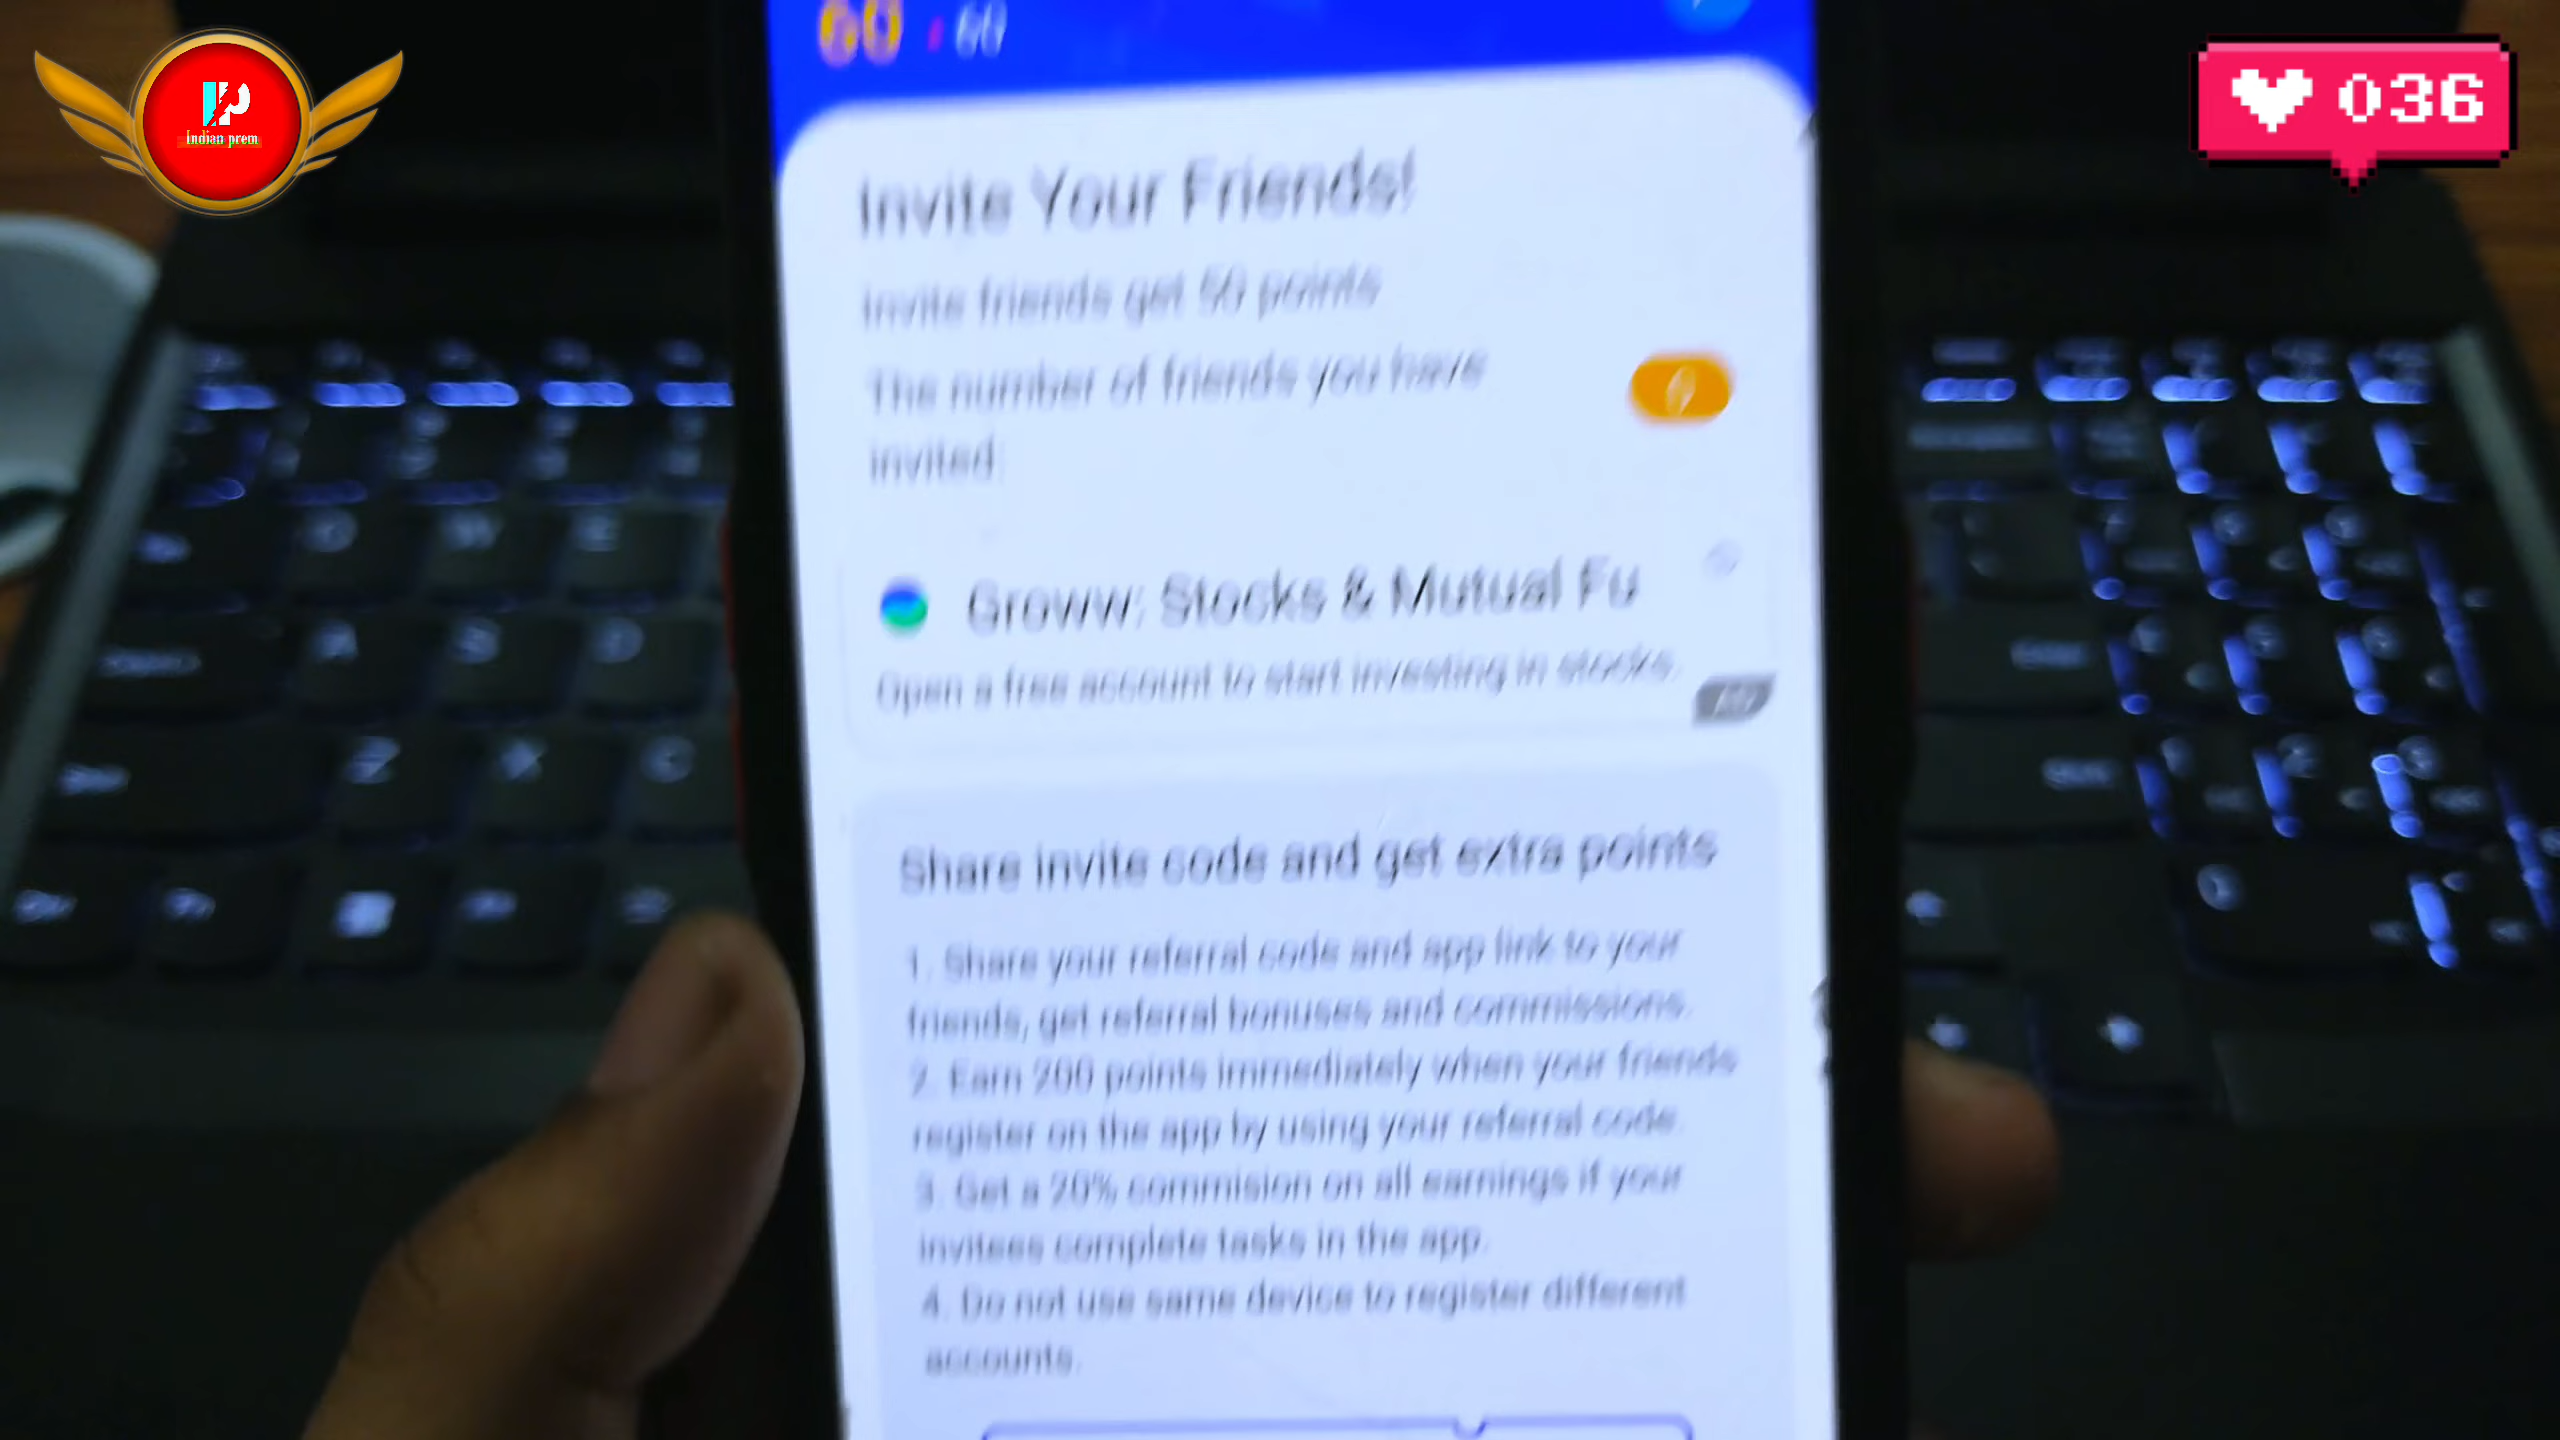 60 / 60
Indian prem
036
Invite Your Friends!
Invite friends get 50 points
The number of friends you have
invited:
Groww: Stocks & Mutual Fu
Open a free account to start investing in stocks.
AD
Share invite code and get extra points
1. Share your referral code and app link to your
friends, get referral bonuses and commissions.
2. Earn 200 points immediately when your friends
register on the app by using your referral code.
3. Get a 20% commision on all earnings if your
invitees complete tasks in the app.
4. Do not use same device to register different
accounts.